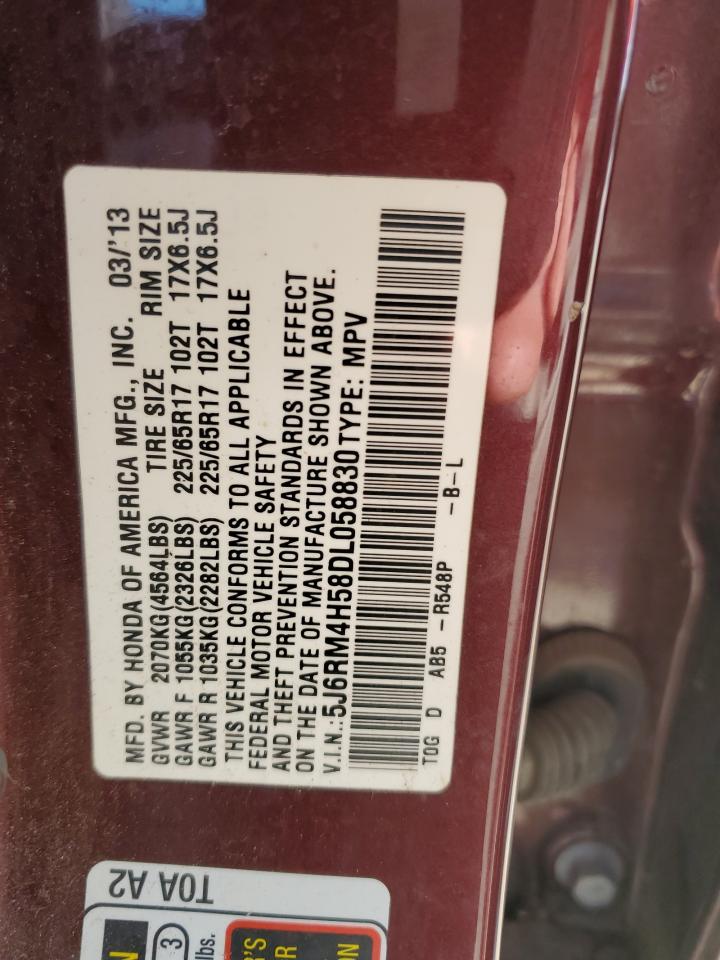 MFD. BY HONDA OF AMERICA MFG., INC. 03/'13
GVWR 2070KG(4564LBS) TIRE SIZE RIM SIZE
GAWR F 1055KG(2326LBS) 225/65R17 102T 17X6.5J
GAWR R 1035KG(2282LBS) 225/65R17 102T 17X6.5J
THIS VEHICLE CONFORMS TO ALL APPLICABLE
FEDERAL MOTOR VEHICLE SAFETY
AND THEFT PREVENTION STANDARDS IN EFFECT
ON THE DATE OF MANUFACTURE SHOWN ABOVE.
V.I.N.:5J6RM4H58DL058830 TYPE: MPV
TOG D AB5 -R548P -B-L
T0A A2
N
3
lbs.
'S
R
ON